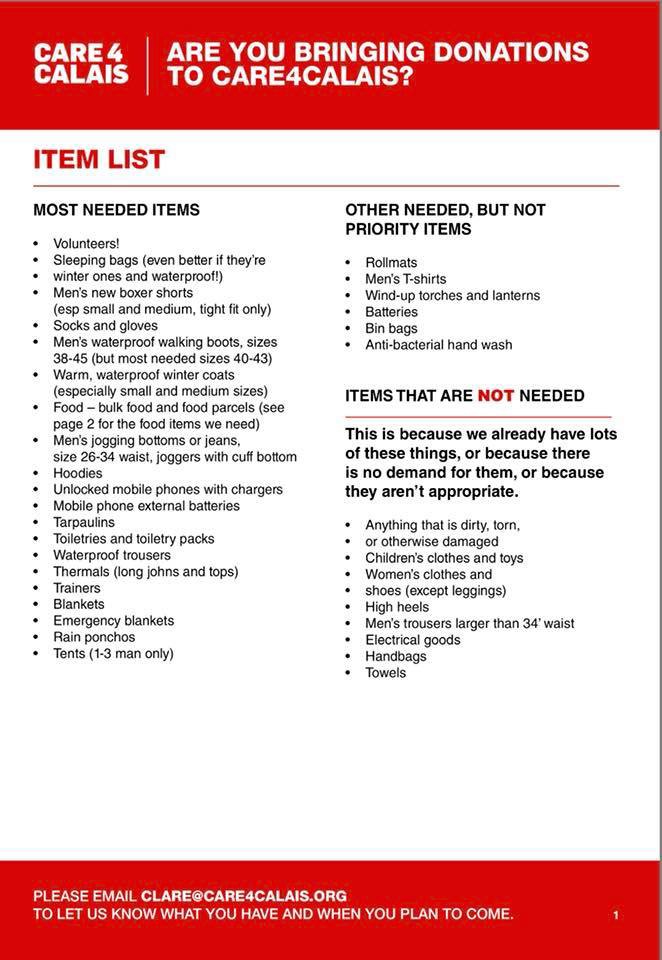 CARE 4
CALAIS
ARE YOU BRINGING DONATIONS
TO CARE4CALAIS?
ITEM LIST
MOST NEEDED ITEMS
• Volunteers!
• Sleeping bags (even better if they're
• winter ones and waterproof!)
• Men's new boxer shorts
(esp small and medium, tight fit only)
• Socks and gloves
• Men's waterproof walking boots, sizes
38-45 (but most needed sizes 40-43)
• Warm, waterproof winter coats
(especially small and medium sizes)
• Food – bulk food and food parcels (see
page 2 for the food items we need)
• Men's jogging bottoms or jeans,
size 26-34 waist, joggers with cuff bottom
• Hoodies
• Unlocked mobile phones with chargers
• Mobile phone external batteries
• Tarpaulins
• Toiletries and toiletry packs
• Waterproof trousers
• Thermals (long johns and tops)
• Trainers
• Blankets
• Emergency blankets
• Rain ponchos
• Tents (1-3 man only)
OTHER NEEDED, BUT NOT
PRIORITY ITEMS
• Rollmats
• Men's T-shirts
• Wind-up torches and lanterns
• Batteries
• Bin bags
• Anti-bacterial hand wash
ITEMS THAT ARE NOT NEEDED
This is because we already have lots
of these things, or because there
is no demand for them, or because
they aren't appropriate.
• Anything that is dirty, torn,
• or otherwise damaged
• Children's clothes and toys
• Women's clothes and
• shoes (except leggings)
• High heels
• Men's trousers larger than 34' waist
• Electrical goods
• Handbags
• Towels
PLEASE EMAIL CLARE@CARE4CALAIS.ORG
TO LET US KNOW WHAT YOU HAVE AND WHEN YOU PLAN TO COME.
1